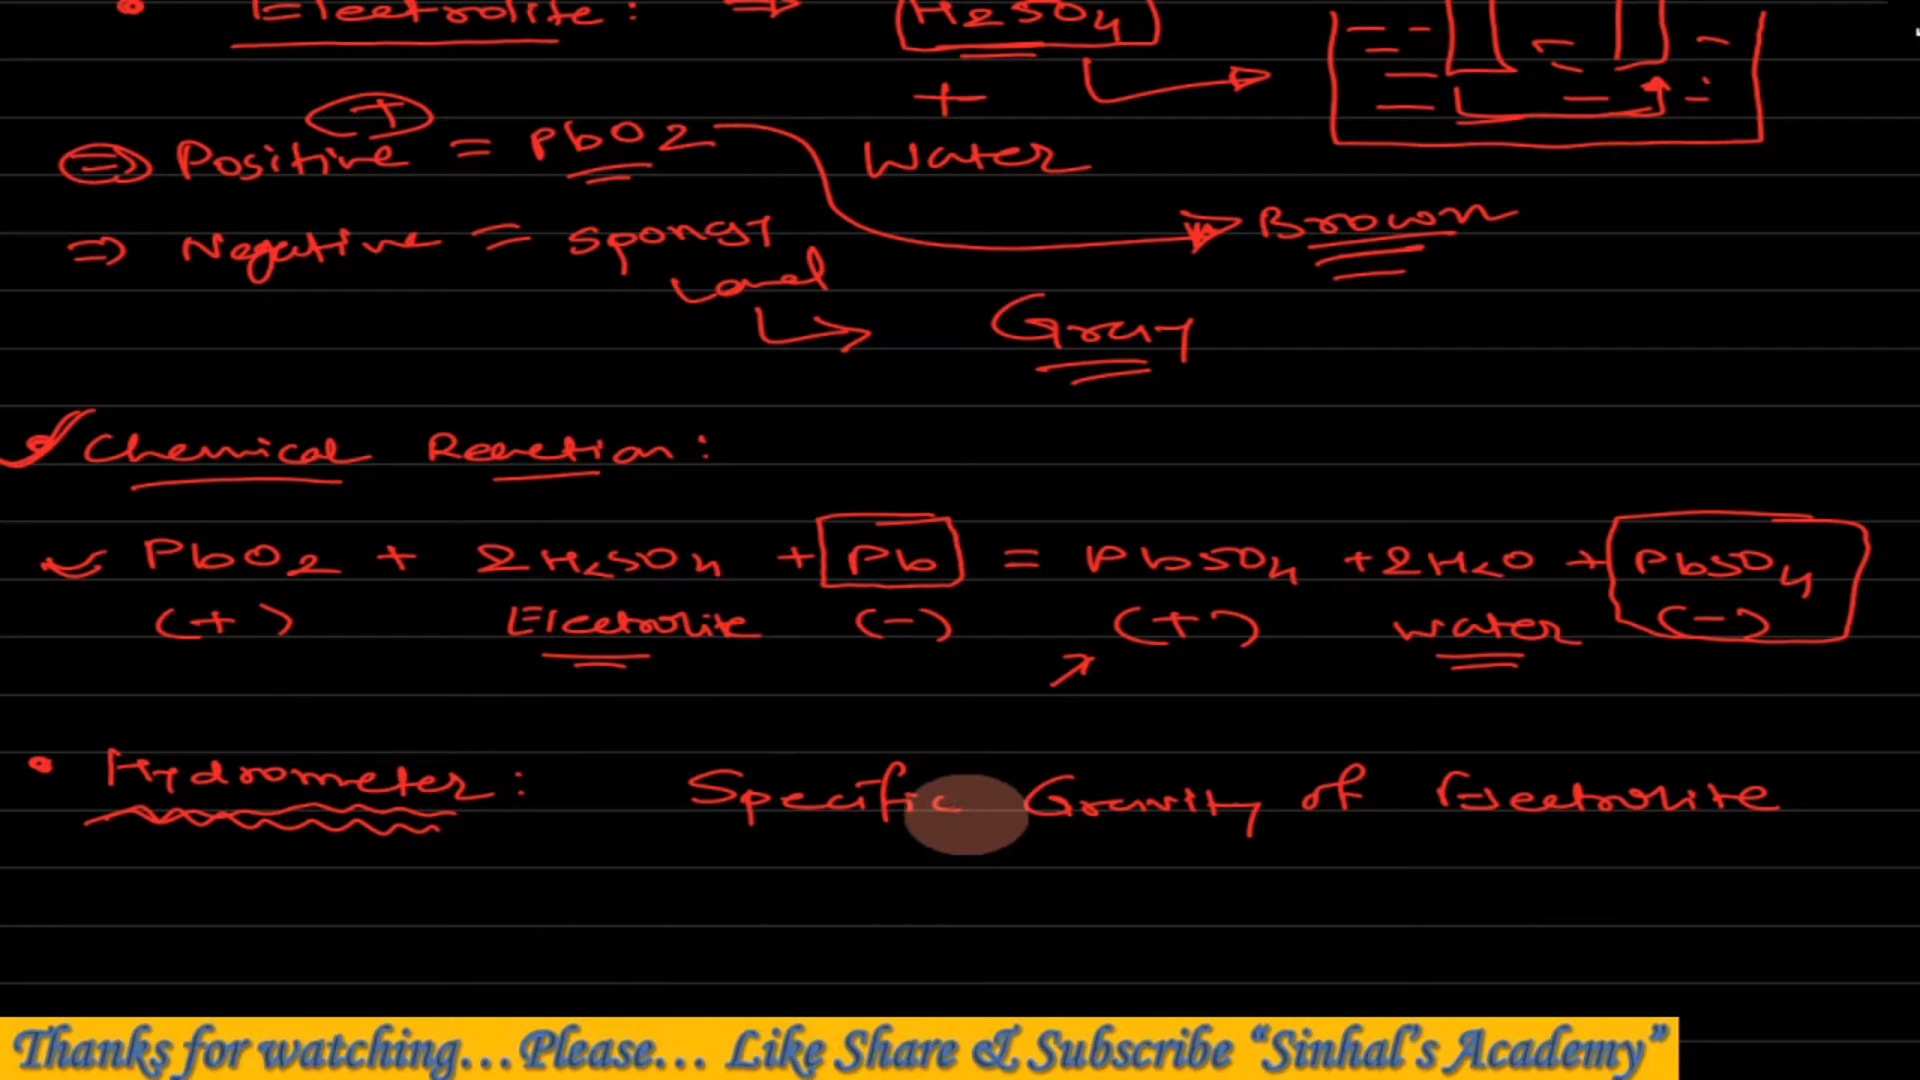 Electrolite : ⇒ H2SO4
+
⇒ Positive = PbO2 Water
+
Brown
⇒ Negative = Spongy
Lead
Gray
Chemical Reaction :
PbO2 + 2H2SO4 + Pb = PbSO4 + 2H2O + PbSO4
(+) Electrolite (-) (+) Water (-)
• Hydrometer : Specific Gravity of Electrolite
Thanks for watching... Please... Like Share & Subscribe “Sinhal's Academy”